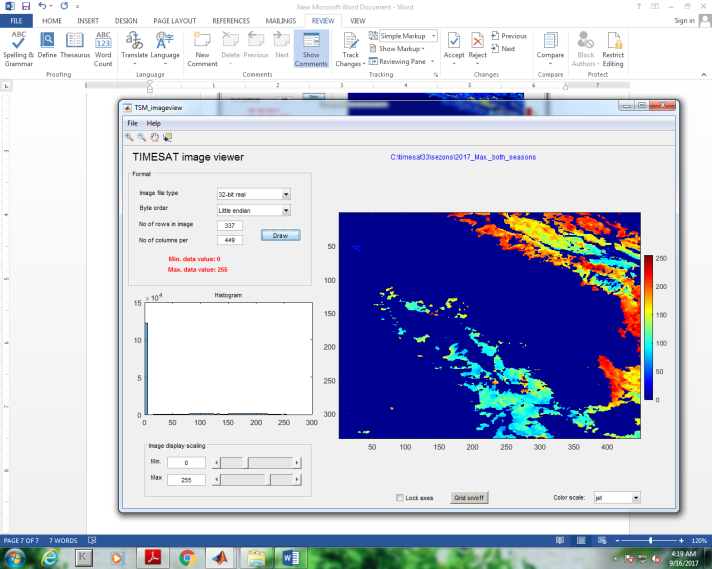 New Microsoft Word Document - Word
Sign in
FILE HOME INSERT DESIGN PAGE LAYOUT REFERENCES MAILINGS REVIEW VIEW
Spelling & Grammar
Define
Thesaurus
Word Count
Translate
Language
New Comment
Delete
Previous
Next
Show Comments
Track Changes
Simple Markup
Show Markup
Reviewing Pane
Accept
Reject
Previous
Next
Compare
Block Authors
Restrict Editing
Proofing Language Comments Tracking Changes Compare Protect
TSM_imageview
File Help
TIMESAT image viewer
C:\timesat33\sezons\2017_Max_both_seasons
Format
Image file type 32-bit real
Byte order Little endian
No of rows in image 337
No of columns per 449
Draw
Min. data value: 0
Max. data value: 255
Histogram
15 × 10^4
10
5
0
0 50 100 150 200 250 300
50
100
150
200
250
300
50 100 150 200 250 300 350 400
250
200
150
100
50
0
Image display scaling
Min. 0
Max 255
Lock axes
Grid on/off
Color scale: jet
PAGE 7 OF 7 7 WORDS
120%
4:19 AM
9/16/2017